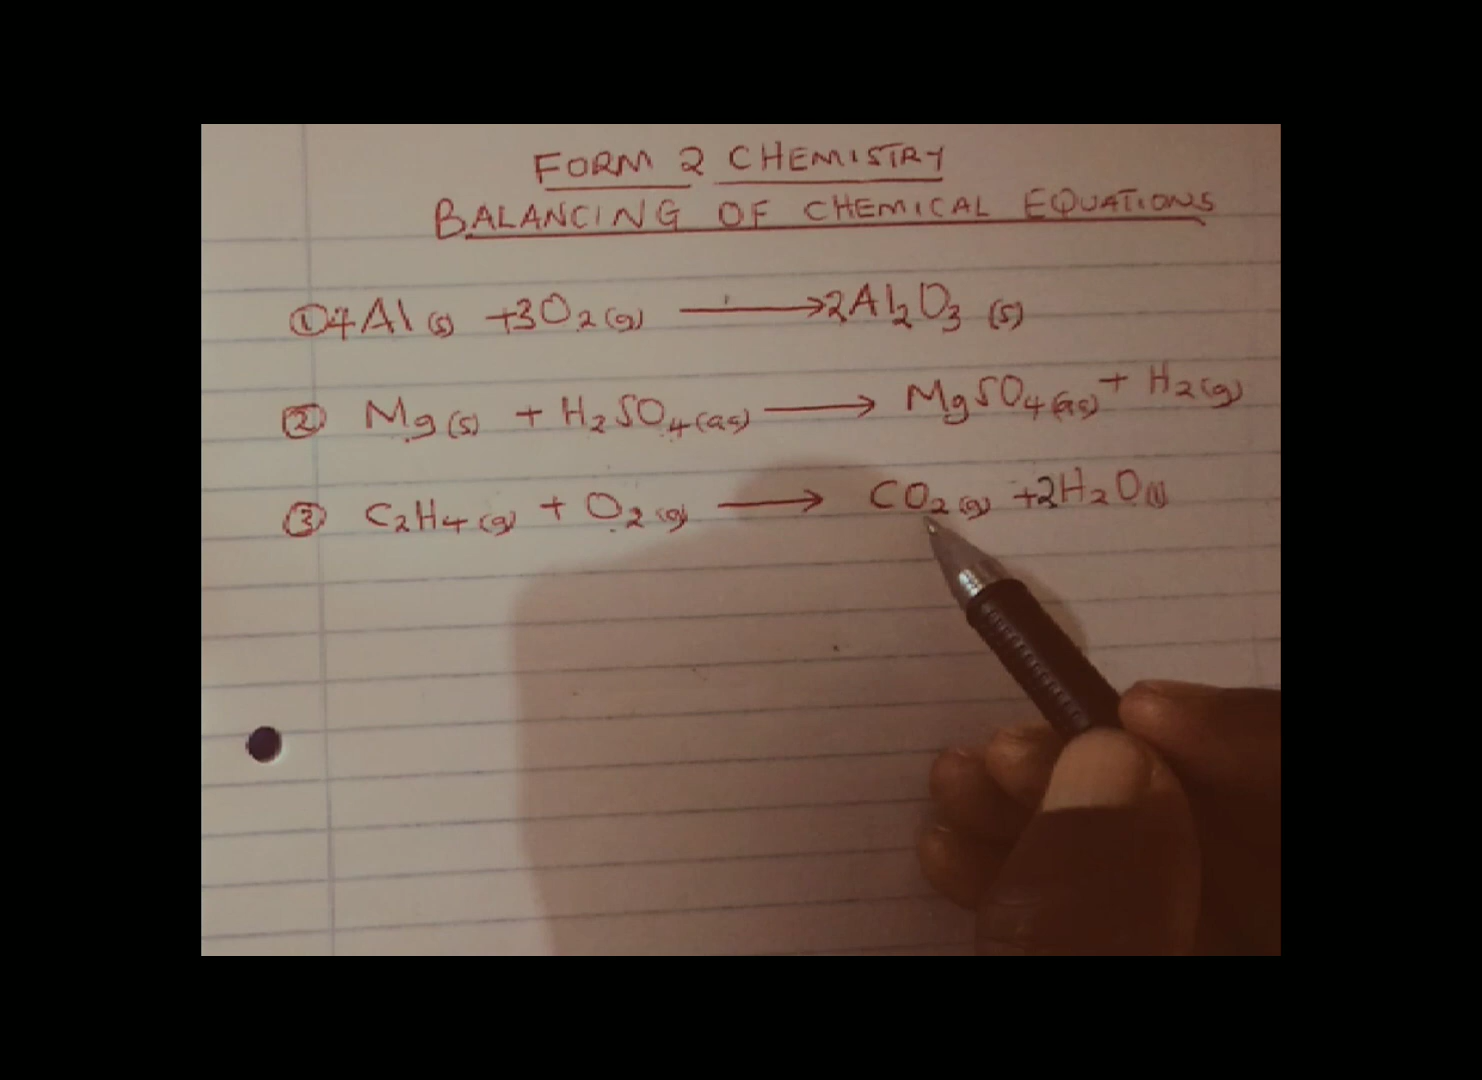 FORM 2 CHEMISTRY
BALANCING OF CHEMICAL EQUATIONS
① 4Al(s) + 3O₂(g) ⟶ 2Al₂O₃(s)
② Mg(s) + H₂SO₄(aq) ⟶ MgSO₄(aq) + H₂(g)
③ C₂H₄(g) + O₂(g) ⟶ CO₂(g) + 2H₂O(l)